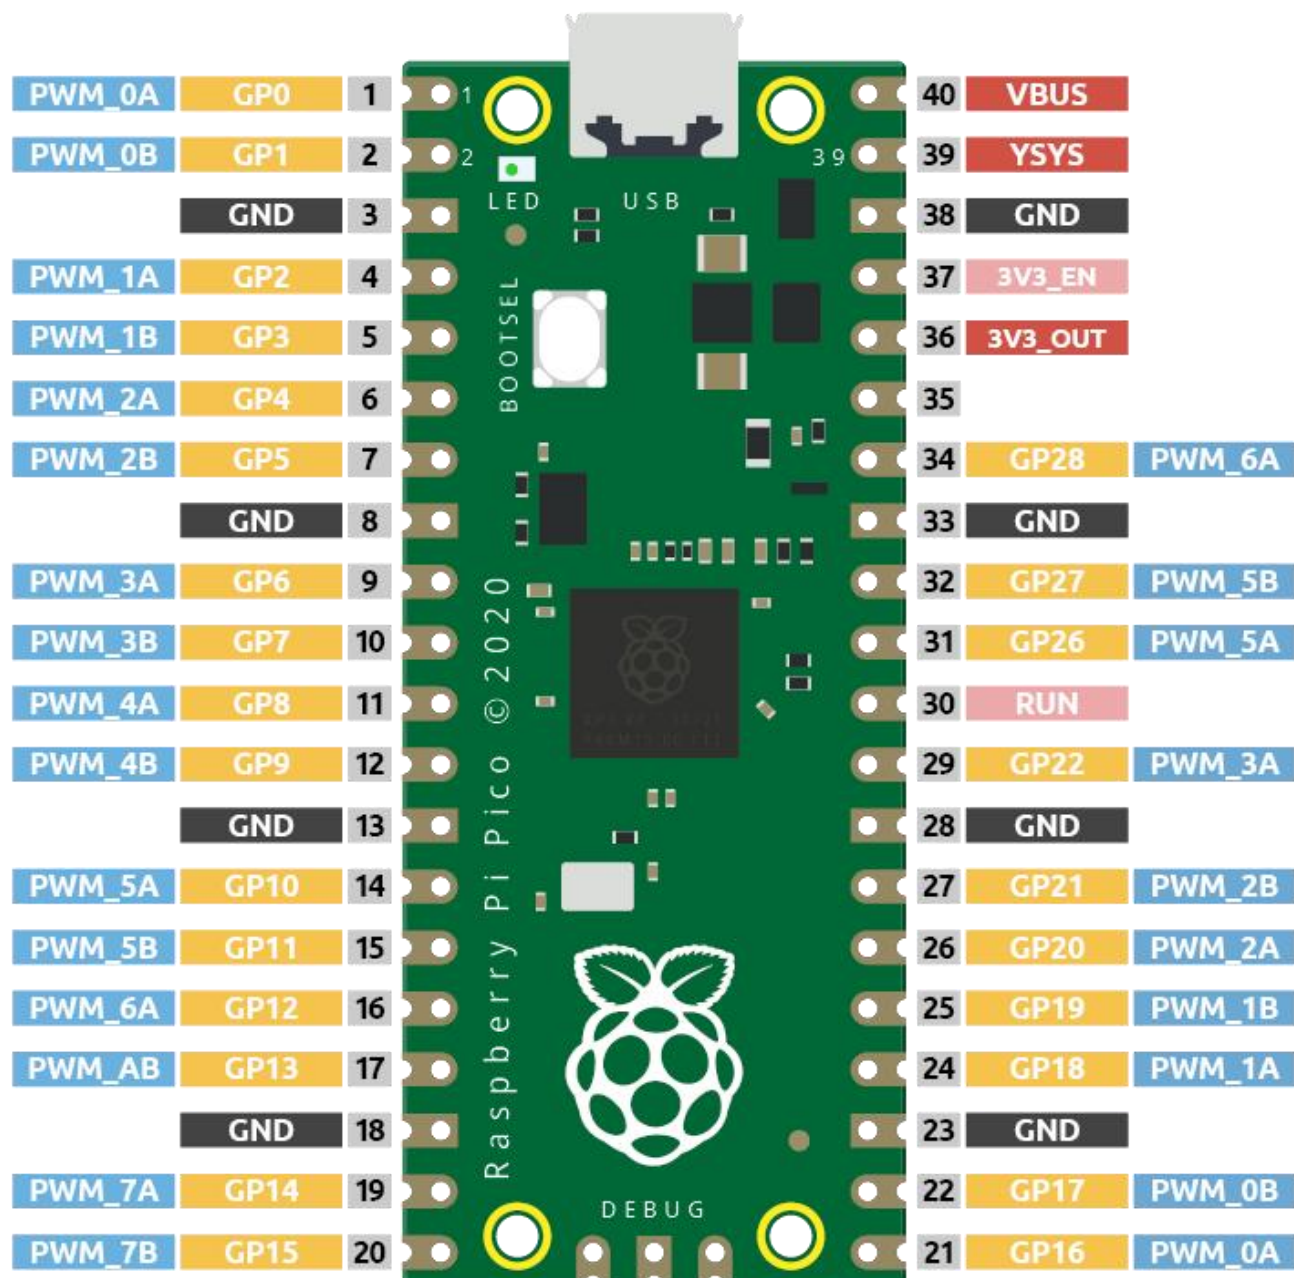 PWM_0A GP0 1 1 40 VBUS
PWM_0B GP1 2 2 39 39 YSYS
GND 3 LED USB 38 GND
PWM_1A GP2 4 37 3V3_EN
PWM_1B GP3 5 BOOTSEL 36 3V3_OUT
PWM_2A GP4 6 35
PWM_2B GP5 7 34 GP28 PWM_6A
GND 8 33 GND
PWM_3A GP6 9 32 GP27 PWM_5B
PWM_3B GP7 10 31 GP26 PWM_5A
PWM_4A GP8 11 30 RUN
PWM_4B GP9 12 29 GP22 PWM_3A
GND 13 28 GND
PWM_5A GP10 14 27 GP21 PWM_2B
PWM_5B GP11 15 26 GP20 PWM_2A
PWM_6A GP12 16 25 GP19 PWM_1B
PWM_AB GP13 17 24 GP18 PWM_1A
GND 18 23 GND
Raspberry Pi Pico ©2020
PWM_7A GP14 19 22 GP17 PWM_0B
DEBUG
PWM_7B GP15 20 21 GP16 PWM_0A